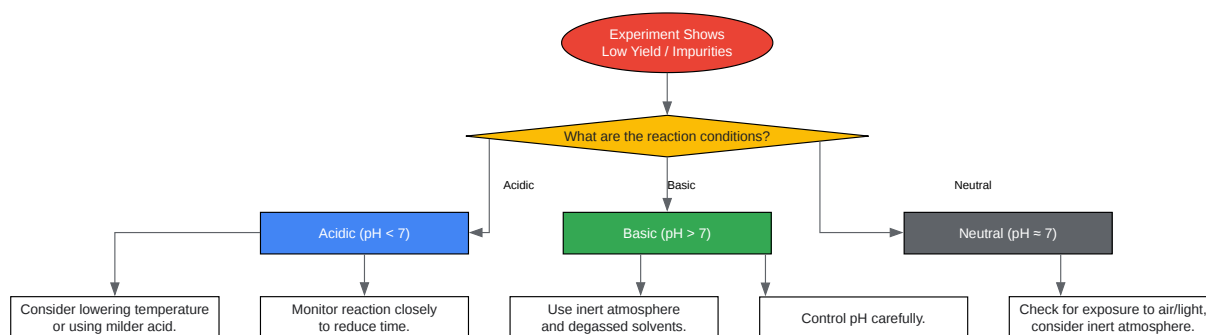 Experiment Shows
Low Yield / Impurities
What are the reaction conditions?
Acidic
Basic
Neutral
Acidic (pH < 7)
Basic (pH > 7)
Neutral (pH ≈ 7)
Consider lowering temperature
or using milder acid.
Monitor reaction closely
to reduce time.
Use inert atmosphere
and degassed solvents.
Control pH carefully.
Check for exposure to air/light,
consider inert atmosphere.